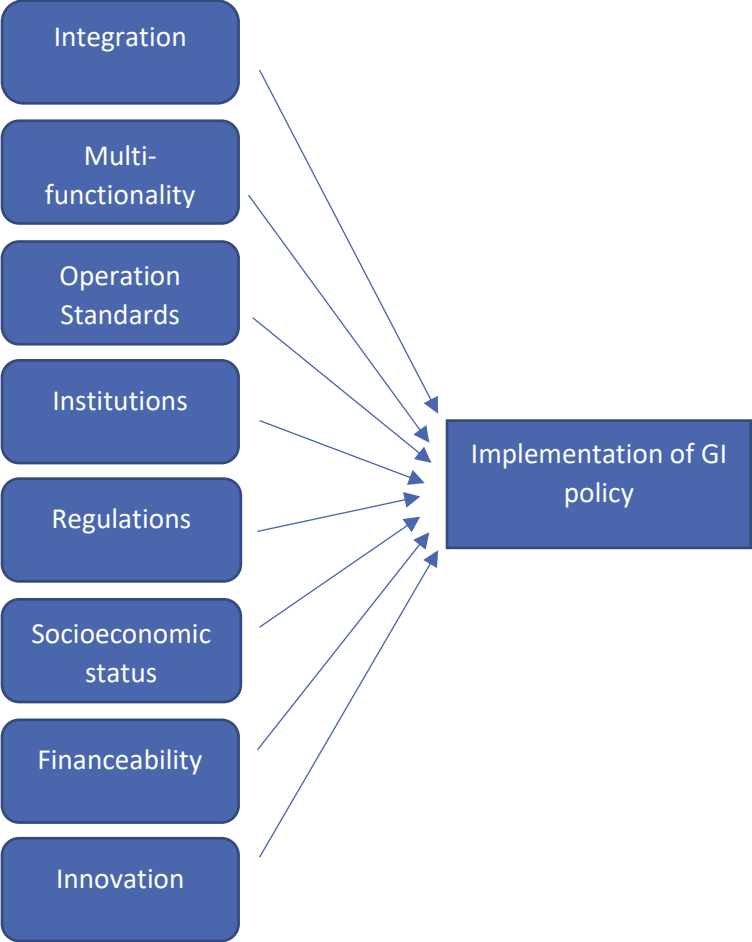 Integration
Multi-
functionality
Operation
Standards
Institutions
Regulations
Socioeconomic
status
Financeability
Innovation
Implementation of GI
policy